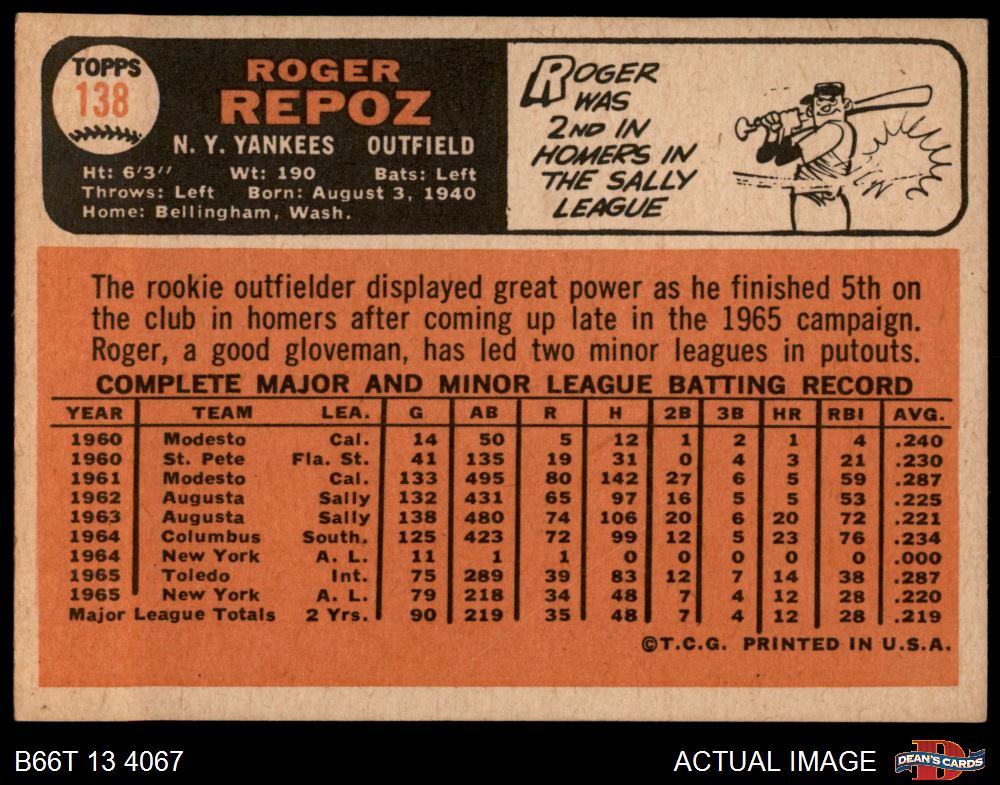 TOPPS
138
ROGER
REPOZ
N. Y. YANKEES OUTFIELD
Ht: 6'3" Wt: 190 Bats: Left
Throws: Left Born: August 3, 1940
Home: Bellingham, Wash.
ROGER
WAS
2ND IN
HOMERS IN
THE SALLY
LEAGUE
The rookie outfielder displayed great power as he finished 5th on
the club in homers after coming up late in the 1965 campaign.
Roger, a good gloveman, has led two minor leagues in putouts.
COMPLETE MAJOR AND MINOR LEAGUE BATTING RECORD
YEAR TEAM LEA. G AB R H 2B 3B HR RBI AVG.
1960 Modesto Cal. 14 50 5 12 1 2 1 4 .240
1960 St. Pete Fla. St. 41 135 19 31 0 4 3 21 .230
1961 Modesto Cal. 133 495 80 142 27 6 5 59 .287
1962 Augusta Sally 132 431 65 97 16 5 5 53 .225
1963 Augusta Sally 138 480 74 106 20 6 20 72 .221
1964 Columbus South. 125 423 72 99 12 5 23 76 .234
1964 New York A. L. 11 1 1 0 0 0 0 0 .000
1965 Toledo Int. 75 289 39 83 12 7 14 38 .287
1965 New York A. L. 79 218 34 48 7 4 12 28 .220
Major League Totals 2 Yrs. 90 219 35 48 7 4 12 28 .219
©T.C.G. PRINTED IN U.S.A.
B66T 13 4067 ACTUAL IMAGE DEAN'S CARDS